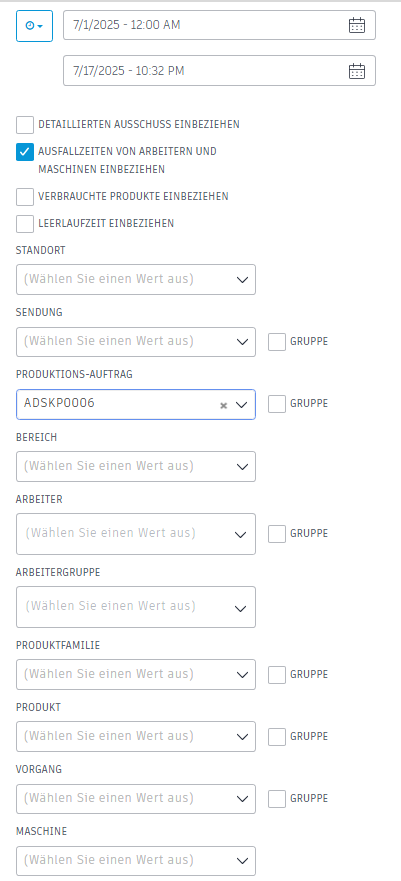 7/1/2025 - 12:00 AM
7/17/2025 - 10:32 PM
DETAILLIERTEN AUSSCHUSS EINBEZIEHEN
AUSFALLZEITEN VON ARBEITERN UND
MASCHINEN EINBEZIEHEN
VERBRAUCHTE PRODUKTE EINBEZIEHEN
LEERLAUFZEIT EINBEZIEHEN
STANDORT
(Wählen Sie einen Wert aus)
SENDUNG
(Wählen Sie einen Wert aus) GRUPPE
PRODUKTIONS-AUFTRAG
ADSKP0006 GRUPPE
BEREICH
(Wählen Sie einen Wert aus)
ARBEITER
(Wählen Sie einen Wert aus) GRUPPE
ARBEITERGRUPPE
(Wählen Sie einen Wert aus)
PRODUKTFAMILIE
(Wählen Sie einen Wert aus) GRUPPE
PRODUKT
(Wählen Sie einen Wert aus) GRUPPE
VORGANG
(Wählen Sie einen Wert aus) GRUPPE
MASCHINE
(Wählen Sie einen Wert aus)